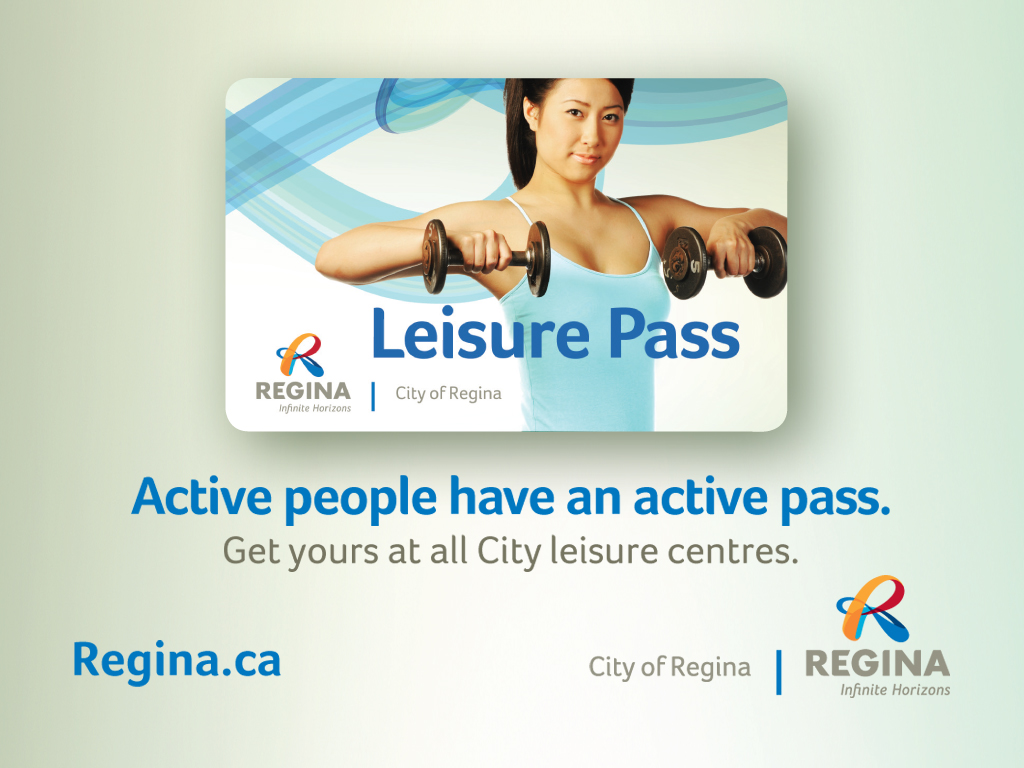 Leisure Pass
REGINA
Infinite Horizons
City of Regina
5
Active people have an active pass.
Get yours at all City leisure centres.
Regina.ca
City of Regina
REGINA
Infinite Horizons